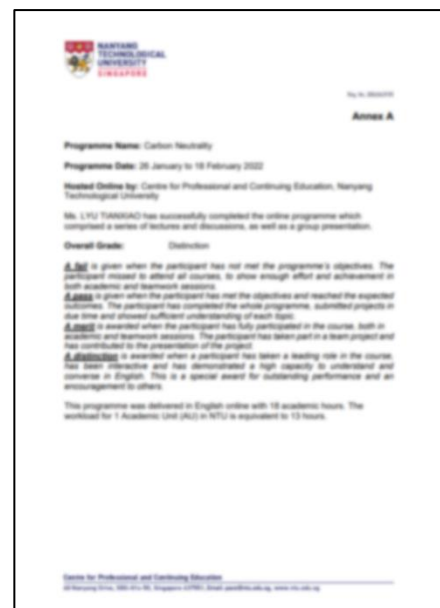 NANYANG
TECHNOLOGICAL
UNIVERSITY
SINGAPORE
Annex A
Programme Name: Carbon Neutrality
Programme Date: 26 January to 18 February 2022
Hosted Online by: Centre for Professional and Continuing Education, Nanyang
Technological University
Ms. LYU TIANXIAO has successfully completed the online programme which
comprised a series of lectures and discussions, as well as a group presentation.
Overall Grade: Distinction
A fail is given when the participant has not met the programme's objectives. The
participant missed to attend all courses, to show enough effort and achievement in
both academic and teamwork sessions.
A pass is given when the participant has met the objectives and reached the expected
outcomes. The participant has completed the whole programme, submitted projects in
due time and showed sufficient understanding of each topic.
A merit is awarded when the participant has fully participated in the course, both in
academic and teamwork sessions. The participant has taken part in a team project and
has contributed to the presentation of the project.
A distinction is awarded when a participant has taken a leading role in the course,
has been interactive and has demonstrated a high capacity to understand and
converse in English. This is a special award for outstanding performance and an
encouragement to others.
This programme was delivered in English online with 18 academic hours. The
workload for 1 Academic Unit (AU) in NTU is equivalent to 13 hours.
Centre for Professional and Continuing Education